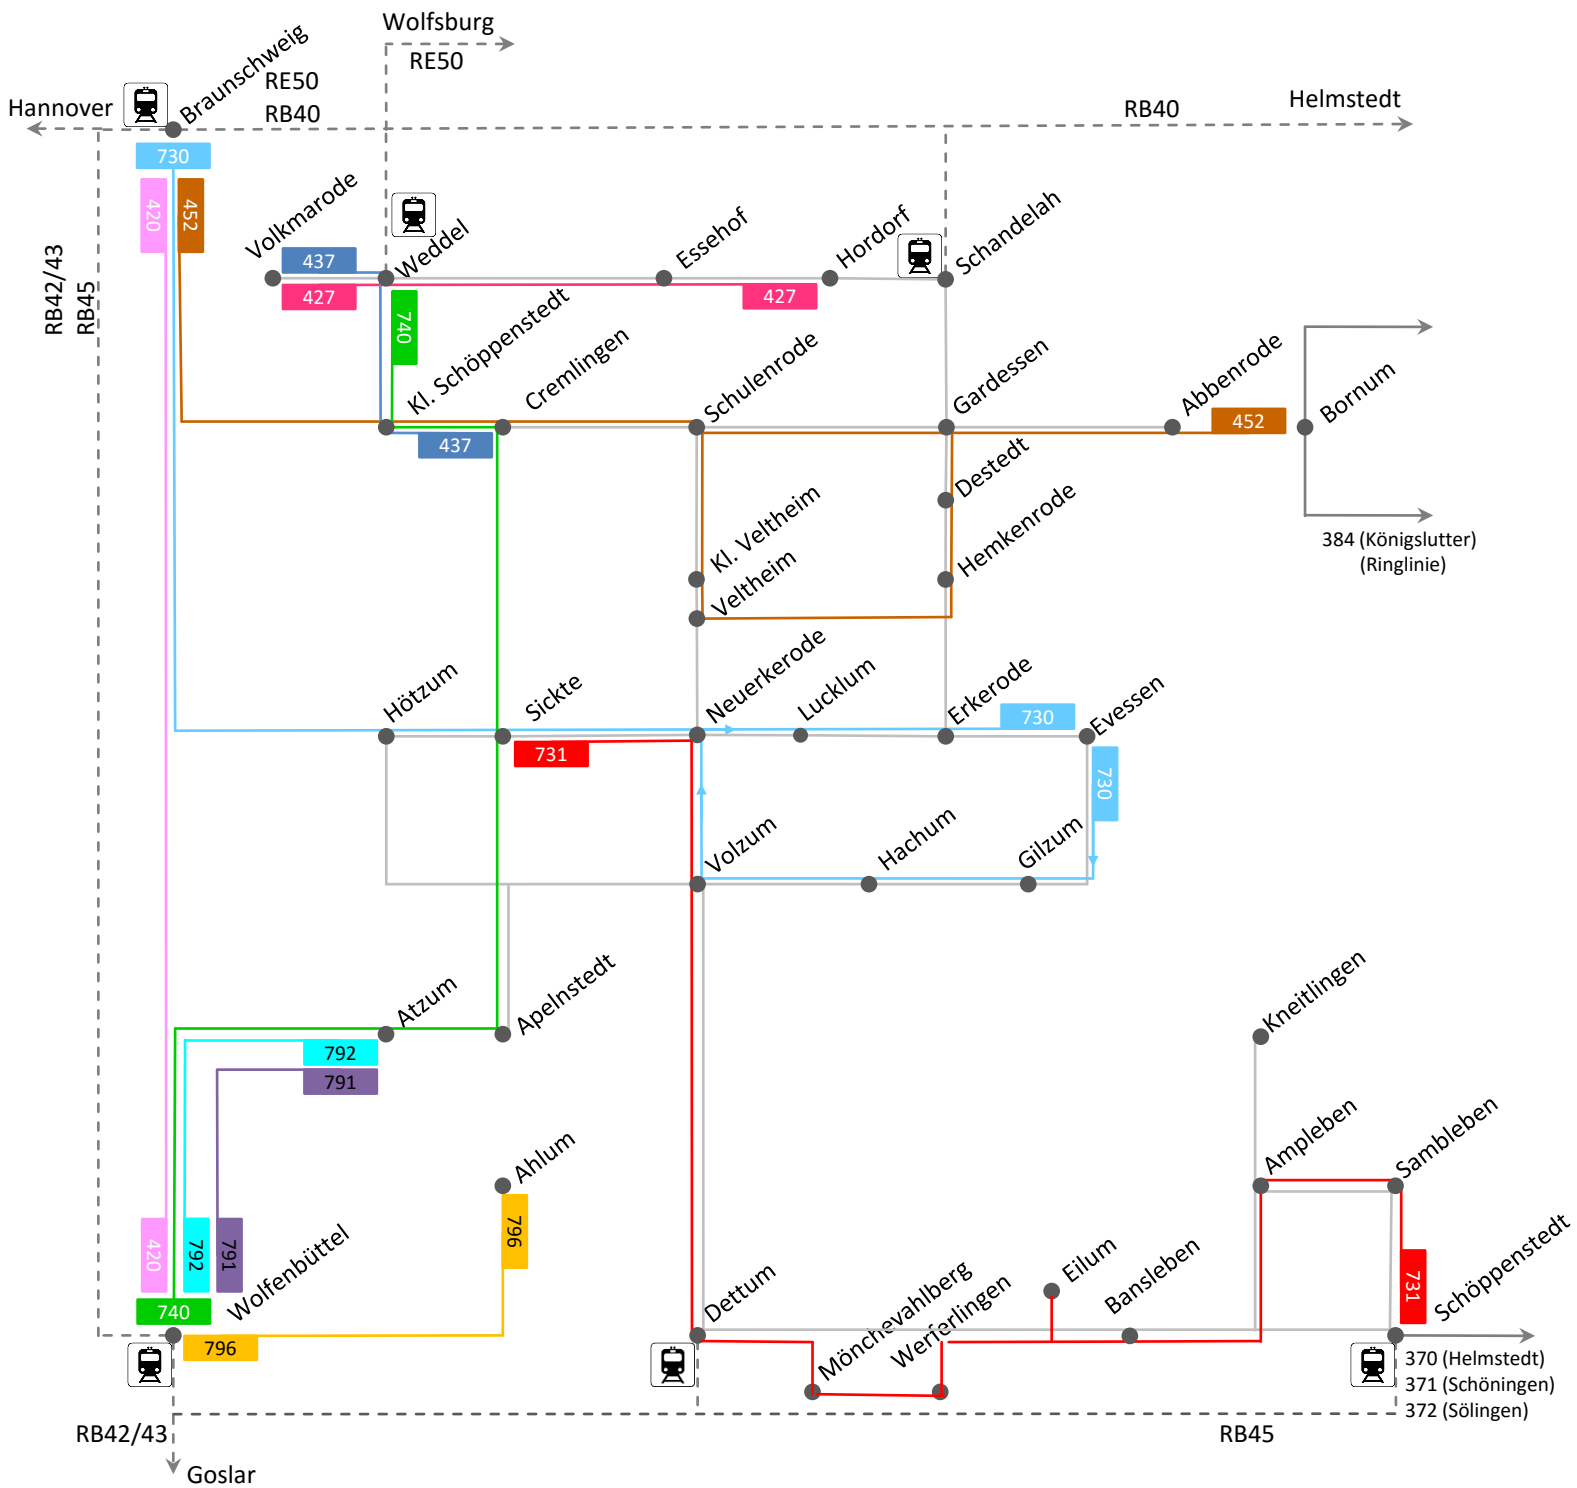 Wolfsburg
RE50
Braunschweig
RE50
RB40
Hannover
RB40
Helmstedt
730
420
452
RB42/43
RB45
Volkmarode
437
427
Weddel
740
Essehof
Hordorf
427
Schandelah
Kl. Schöppenstedt
437
Cremlingen
Schulenrode
Gardessen
Abbenrode
452
Bornum
384 (Königslutter)
(Ringlinie)
Destedt
Hemkenrode
Kl. Veltheim
Veltheim
Hötzum
Sickte
731
Neuerkerode
Lucklum
Erkerode
730
Evessen
730
Volzum
Hachum
Gilzum
Atzum
792
791
Apelnstedt
Kneitlingen
Ahlum
796
Ampleben
Sambleben
420
792
791
740
Wolfenbüttel
796
Dettum
Mönchevahlberg
Werferlingen
Eilum
Bansleben
731
Schöppenstedt
370 (Helmstedt)
371 (Schöningen)
372 (Sölingen)
RB42/43
RB45
Goslar